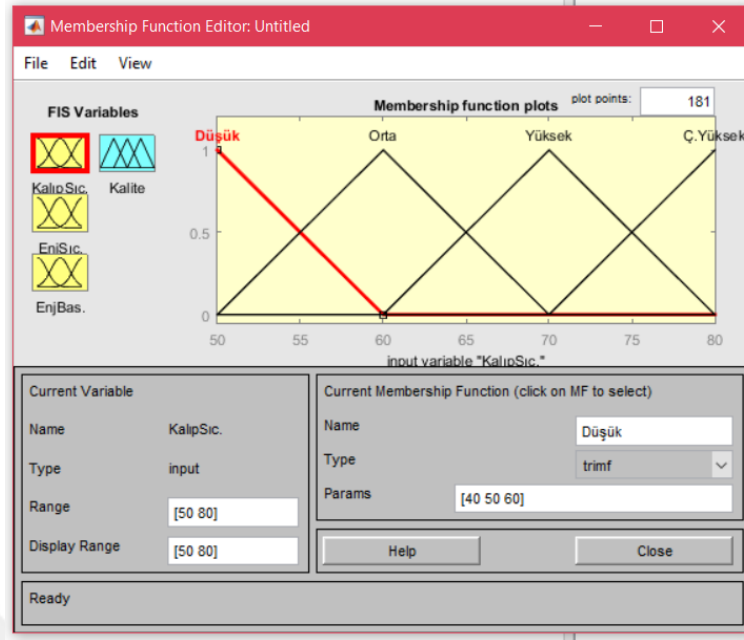 Membership Function Editor: Untitled
File Edit View
FIS Variables
KalıpSıc.
Kalite
EnjSıc.
EnjBas.
Membership function plots
plot points:
181
Düşük Orta Yüksek Ç.Yüksek
1
0.5
0
50 55 60 65 70 75 80
input variable "KalıpSıc."
Current Variable
Name KalıpSıc.
Type input
Range [50 80]
Display Range [50 80]
Current Membership Function (click on MF to select)
Name Düşük
Type trimf
Params [40 50 60]
Help Close
Ready